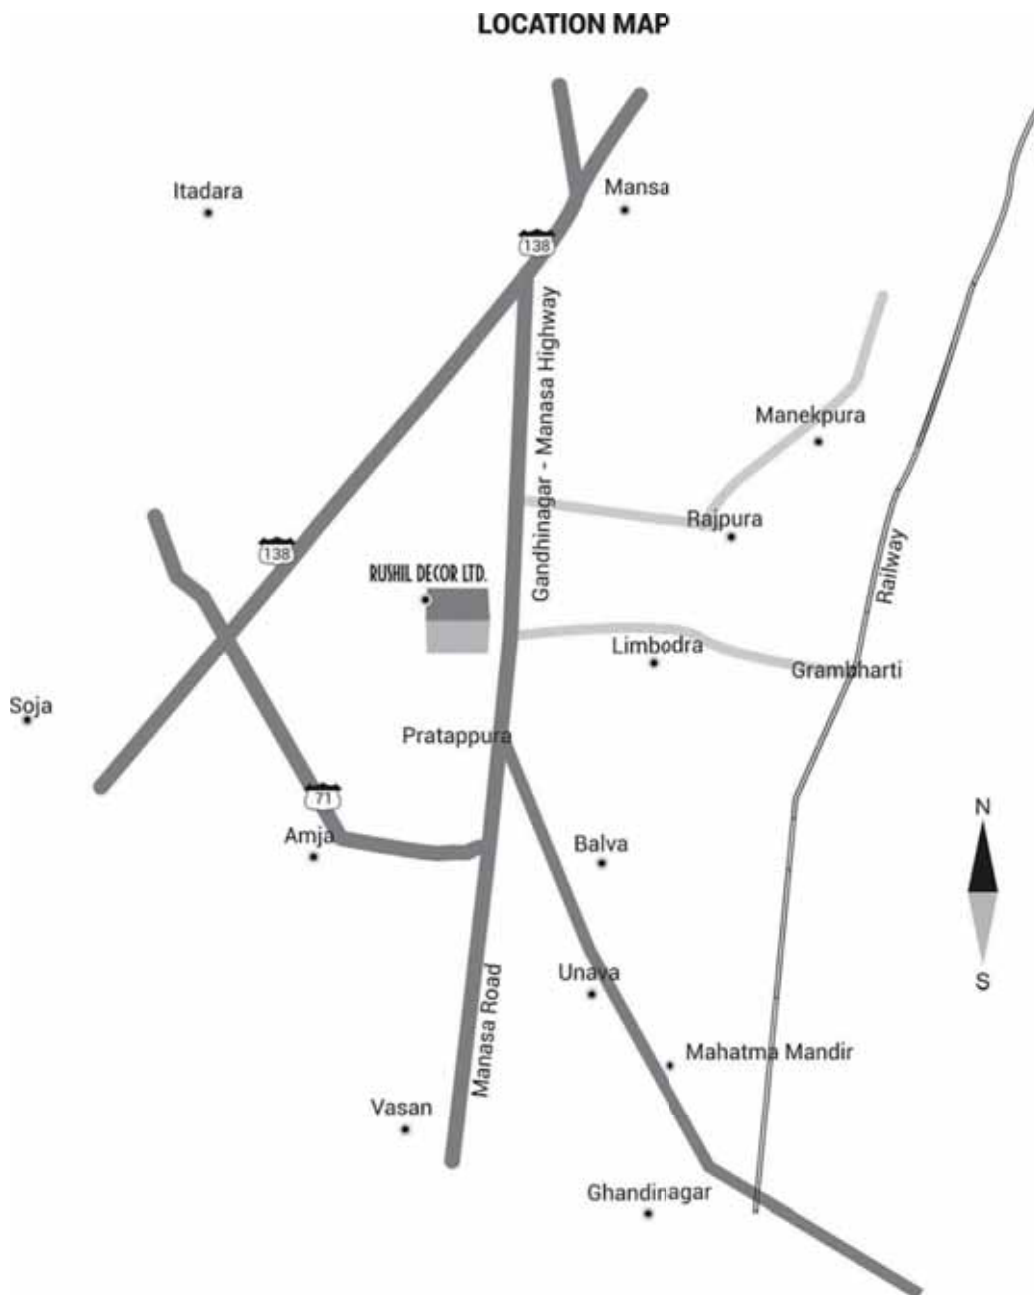 LOCATION MAP
Itadara
Mansa
138
Gandhinagar - Manasa Highway
Manekpura
Rajpura
138
RUSHIL DECOR LTD.
Railway
Limbodra
Grambharti
Soja
Pratappura
71
Amja
Balva
N
S
Unava
Manasa Road
Mahatma Mandir
Vasan
Ghandinagar